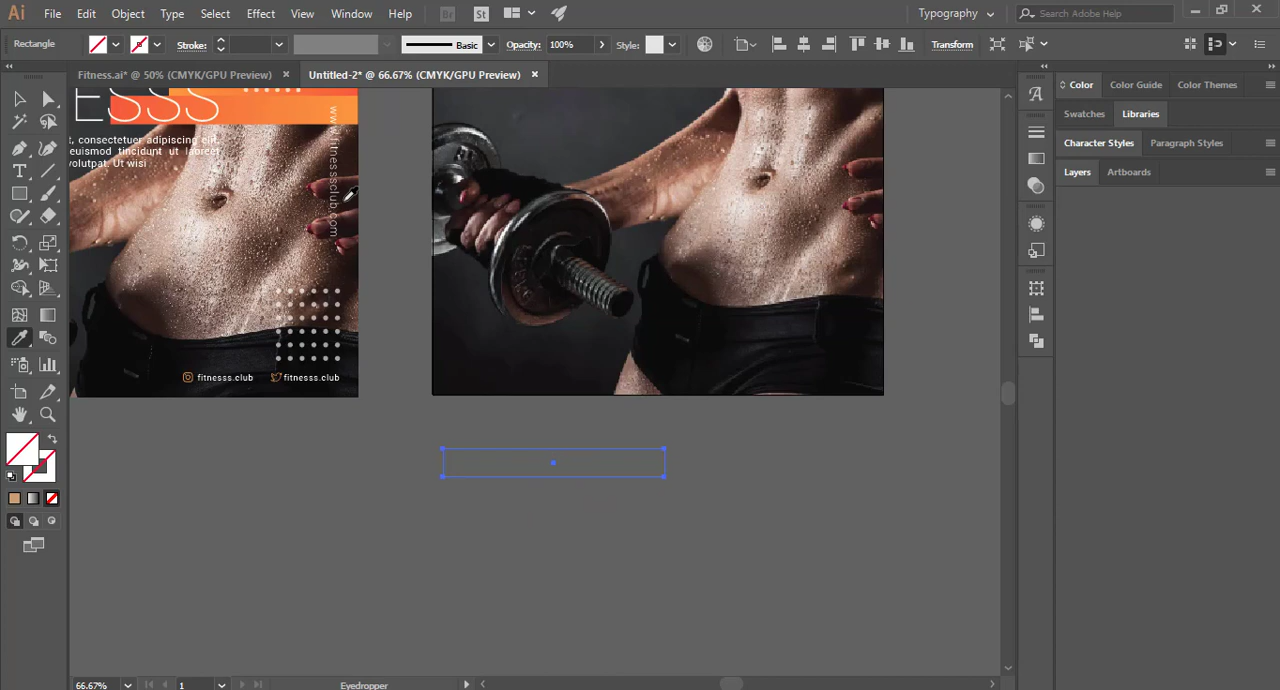 Ai File Edit Object Type Select Effect View Window Help Br St Typography Search Adobe Help
Rectangle Stroke: Basic Opacity: 100% Style: Transform
Fitness.ai* @ 50% (CMYK/GPU Preview) Untitled-2* @ 66.67% (CMYK/GPU Preview)
Color Color Guide Color Themes
Swatches Libraries
Character Styles Paragraph Styles
Layers Artboards
ESSS
t, consectetuer adipiscing elit,
euismod tincidunt ut laoreet
volutpat. Ut wisi
www.fitnesssclub.com
fitnesss.club fitnesss.club
66.67% 1 Eyedropper